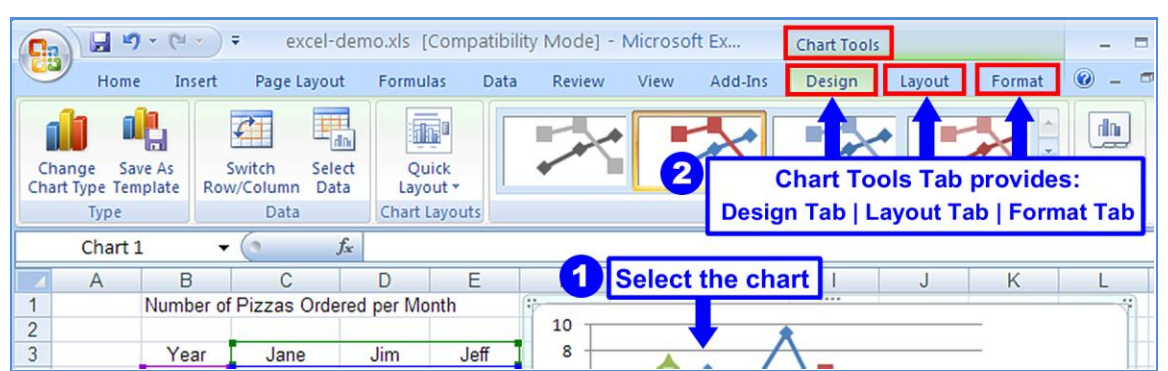 excel-demo.xls [Compatibility Mode] - Microsoft Ex... Chart Tools
Home Insert Page Layout Formulas Data Review View Add-Ins Design Layout Format
Change Chart Type
Save As Template
Switch Row/Column
Select Data
Quick Layout
Type Data Chart Layouts
2
Chart Tools Tab provides:
Design Tab | Layout Tab | Format Tab
Chart 1 fx
1 Select the chart
A B C D E I J K L
1 Number of Pizzas Ordered per Month
2
3 Year Jane Jim Jeff
10
8